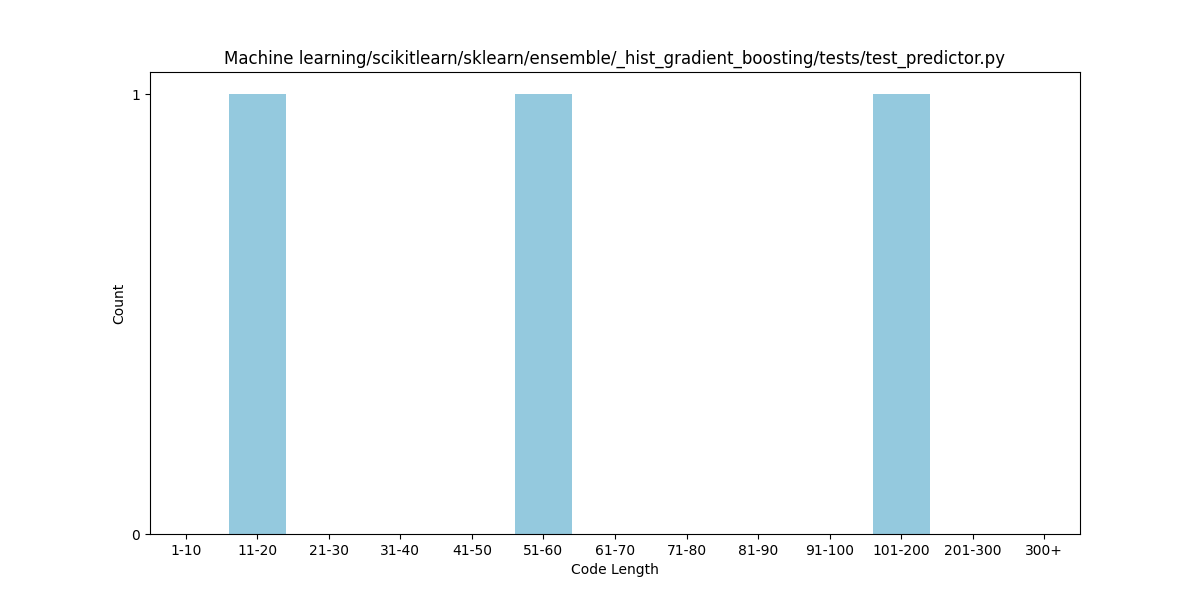 Machine learning/scikitlearn/sklearn/ensemble/_hist_gradient_boosting/tests/test_predictor.py
1
Count
0
1-10 11-20 21-30 31-40 41-50 51-60 61-70 71-80 81-90 91-100 101-200 201-300 300+
Code Length